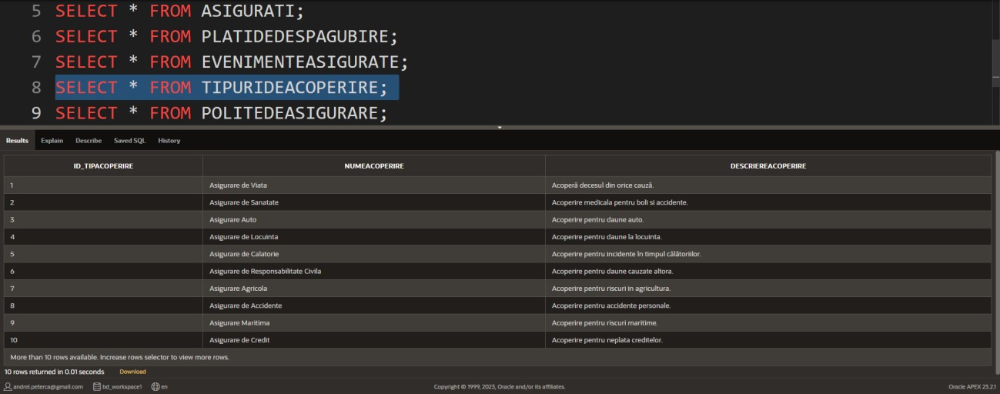 5 SELECT * FROM ASIGURATI;
6 SELECT * FROM PLATIDEDESPAGUBIRE;
7 SELECT * FROM EVENIMENTEASIGURATE;
8 SELECT * FROM TIPURIDEACOPERIRE;
9 SELECT * FROM POLITEDEASIGURARE;
Results Explain Describe Saved SQL History
ID_TIPACOPERIRE NUMEACOPERIRE DESCRIEREACOPERIRE
1 Asigurare de Viata Acoperă decesul din orice cauză.
2 Asigurare de Sanatate Acoperire medicala pentru boli si accidente.
3 Asigurare Auto Acoperire pentru daune auto.
4 Asigurare de Locuinta Acoperire pentru daune la locuinta.
5 Asigurare de Calatorie Acoperire pentru incidente în timpul călătoriilor.
6 Asigurare de Responsabilitate Civila Acoperire pentru daune cauzate altora.
7 Asigurare Agricola Acoperire pentru riscuri in agricultura.
8 Asigurare de Accidente Acoperire pentru accidente personale.
9 Asigurare Maritima Acoperire pentru riscuri maritime.
10 Asigurare de Credit Acoperire pentru neplata creditelor.
More than 10 rows available. Increase rows selector to view more rows.
10 rows returned in 0.01 seconds Download
andrei.peterca@gmail.com bd_workspace1 en Copyright © 1999, 2023, Oracle and/or its affiliates. Oracle APEX 23.2.1